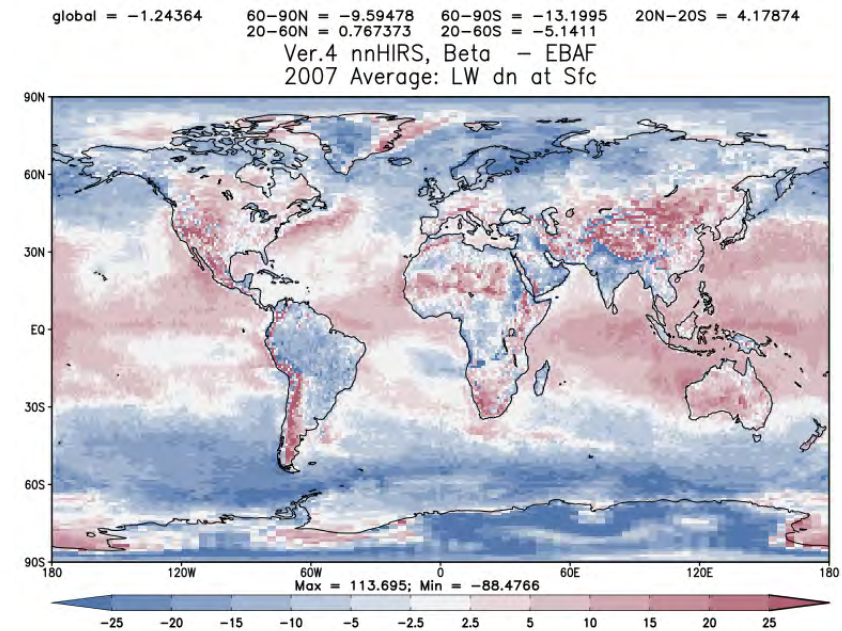 global = -1.24364 60-90N = -9.59478 60-90S = -13.1995 20N-20S = 4.17874
20-60N = 0.767373 20-60S = -5.1411
Ver.4 nnHIRS, Beta - EBAF
2007 Average: LW dn at Sfc
90N
60N
30N
EQ
30S
60S
90S
180 120W 60W 0 60E 120E 180
Max = 113.695; Min = -88.4766
-25 -20 -15 -10 -5 -2.5 2.5 5 10 15 20 25